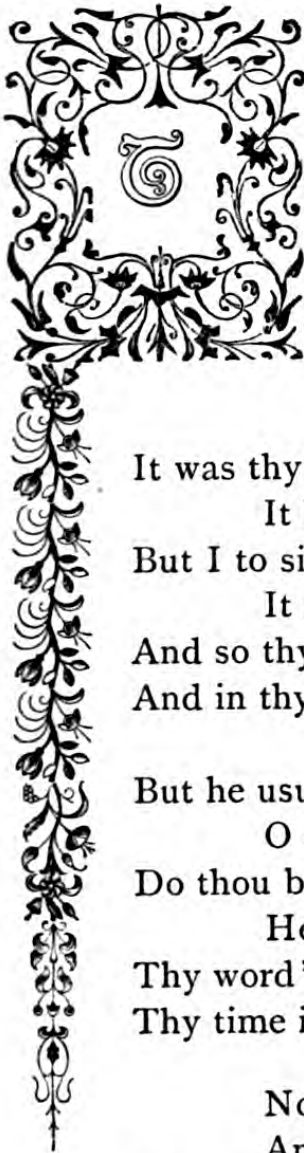 T
It was thy
It
But I to si
It
And so thy
And in thy
But he usu
O
Do thou b
He
Thy word'
Thy time i
No
An